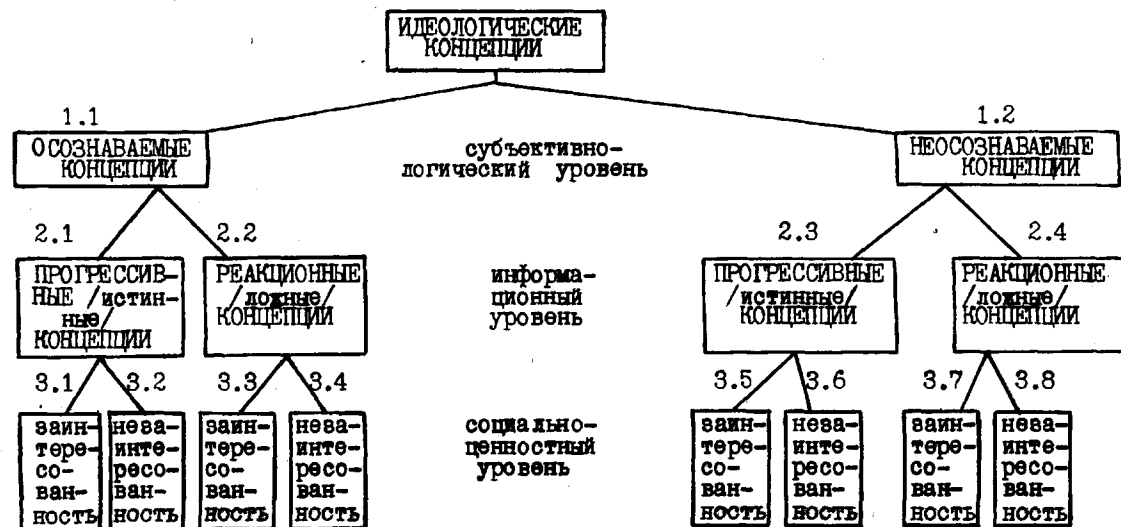 ИДЕОЛОГИЧЕСКИЕ
КОНЦЕПЦИИ
1.1
1.2
ОСОЗНАВАЕМЫЕ
КОНЦЕПЦИИ
субъективно-
логический уровень
НЕОСОЗНАВАЕМЫЕ
КОНЦЕПЦИИ
2.1
2.2
2.3
2.4
ПРОГРЕССИВ-
НЫЕ /истин-
ные/
КОНЦЕПЦИИ
РЕАКЦИОННЫЕ
/ложные/
КОНЦЕПЦИИ
информа-
ционный
уровень
ПРОГРЕССИВНЫЕ
/истинные/
КОНЦЕПЦИИ
РЕАКЦИОННЫЕ
/ложные/
КОНЦЕПЦИИ
3.1
3.2
3.3
3.4
3.5
3.6
3.7
3.8
заин-
тере-
со-
ван-
ность
неза-
инте-
ресо-
ван-
ность
заин-
тере-
со-
ван-
ность
неза-
инте-
ресо-
ван-
ность
социально-
ценностный
уровень
заин-
тере-
со-
ван-
ность
неза-
инте-
ресо-
ван-
ность
заин-
тере-
со-
ван-
ность
неза-
инте-
ресо-
ван-
ность